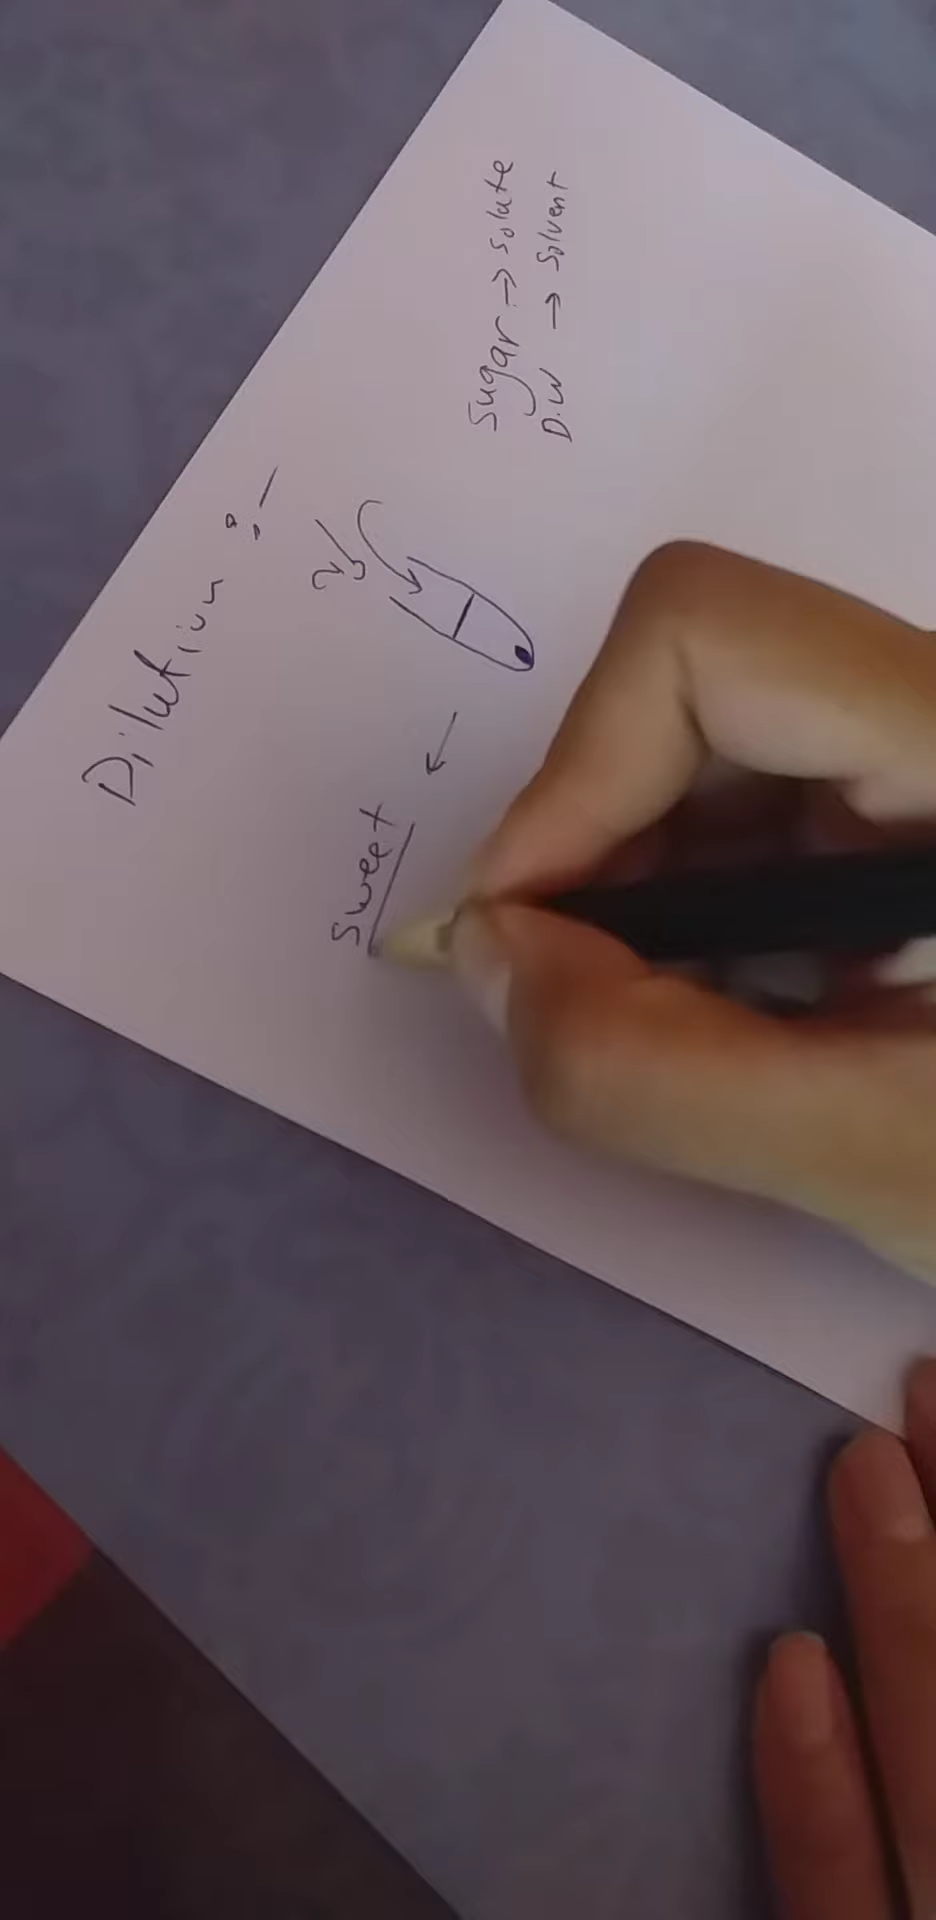 Dilution :-
Sugar → solute
D.W → solvent
Sweet ←